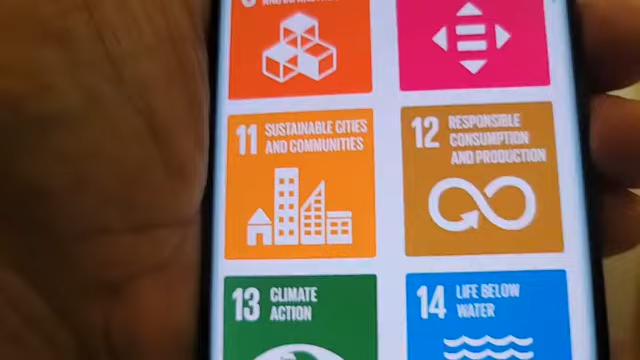 11 SUSTAINABLE CITIES
AND COMMUNITIES
12 RESPONSIBLE
CONSUMPTION
AND PRODUCTION
13 CLIMATE
ACTION
14 LIFE BELOW
WATER